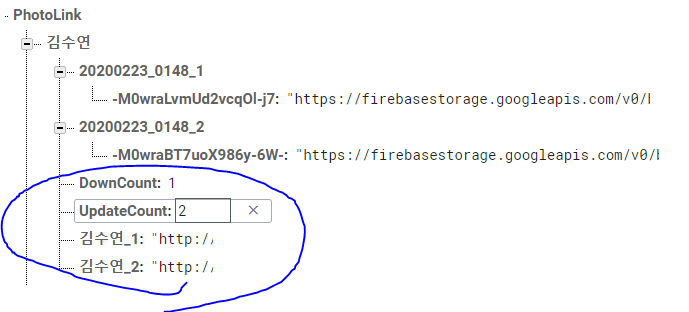 PhotoLink
김수연
20200223_0148_1
-M0wraLvmUd2vcqOl-j7: "https://firebasestorage.googleapis.com/v0/b
20200223_0148_2
-M0wraBT7uoX986y-6W-: "https://firebasestorage.googleapis.com/v0/b
DownCount: 1
UpdateCount: 2 ×
김수연_1: "http:/
김수연_2: "http:/